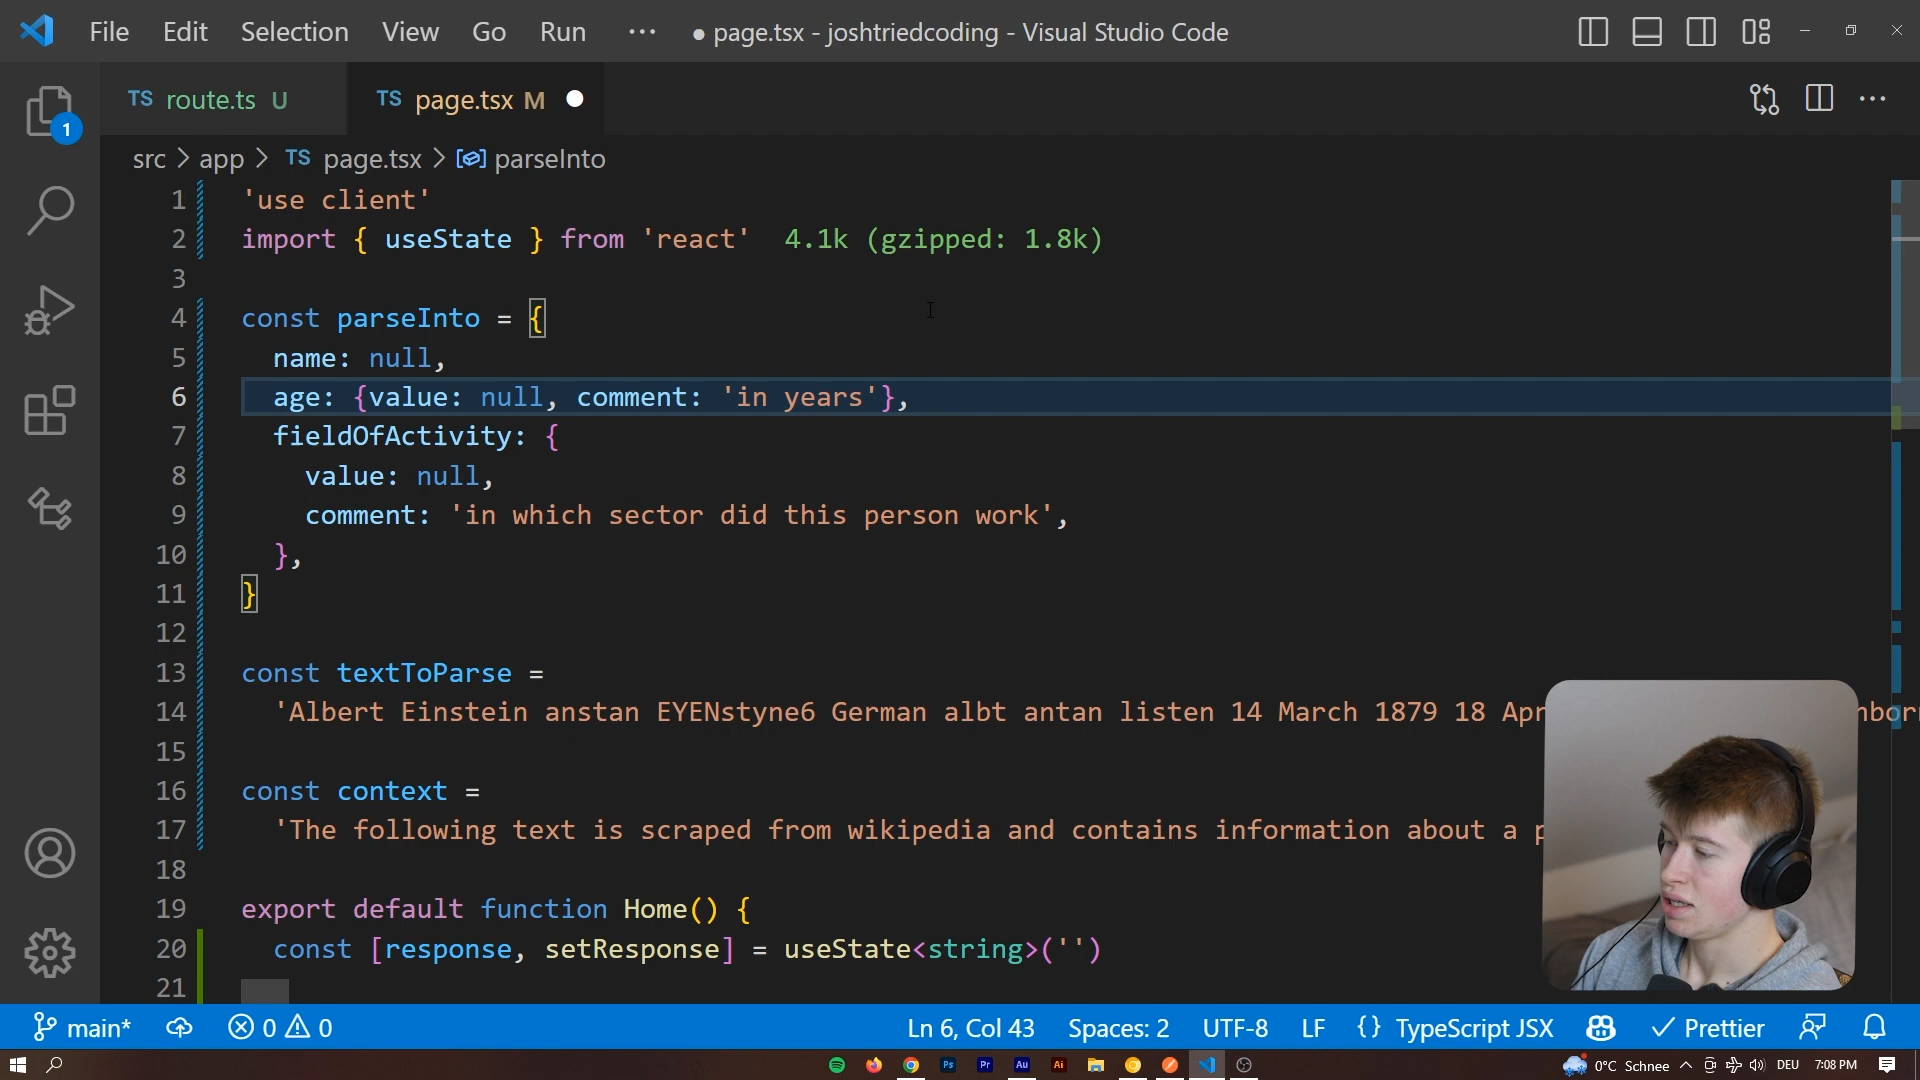 File Edit Selection View Go Run ··· ● page.tsx - joshtriedcoding - Visual Studio Code
TS route.ts U TS page.tsx M
1
src > app > TS page.tsx > parseInto
1 'use client'
2 import { useState } from 'react' 4.1k (gzipped: 1.8k)
3
4 const parseInto = {
5 name: null,
6 age: {value: null, comment: 'in years'},
7 fieldOfActivity: {
8 value: null,
9 comment: 'in which sector did this person work',
10 },
11 }
12
13 const textToParse =
14 'Albert Einstein anstan EYENstyne6 German albt antan listen 14 March 1879 18 Apr
15
16 const context =
17 'The following text is scraped from wikipedia and contains information about a p
18
19 export default function Home() {
20 const [response, setResponse] = useState<string>('')
21
main* 0 0 Ln 6, Col 43 Spaces: 2 UTF-8 LF {} TypeScript JSX Prettier
Ps Pr Au Ai 0°C Schnee DEU 7:08 PM